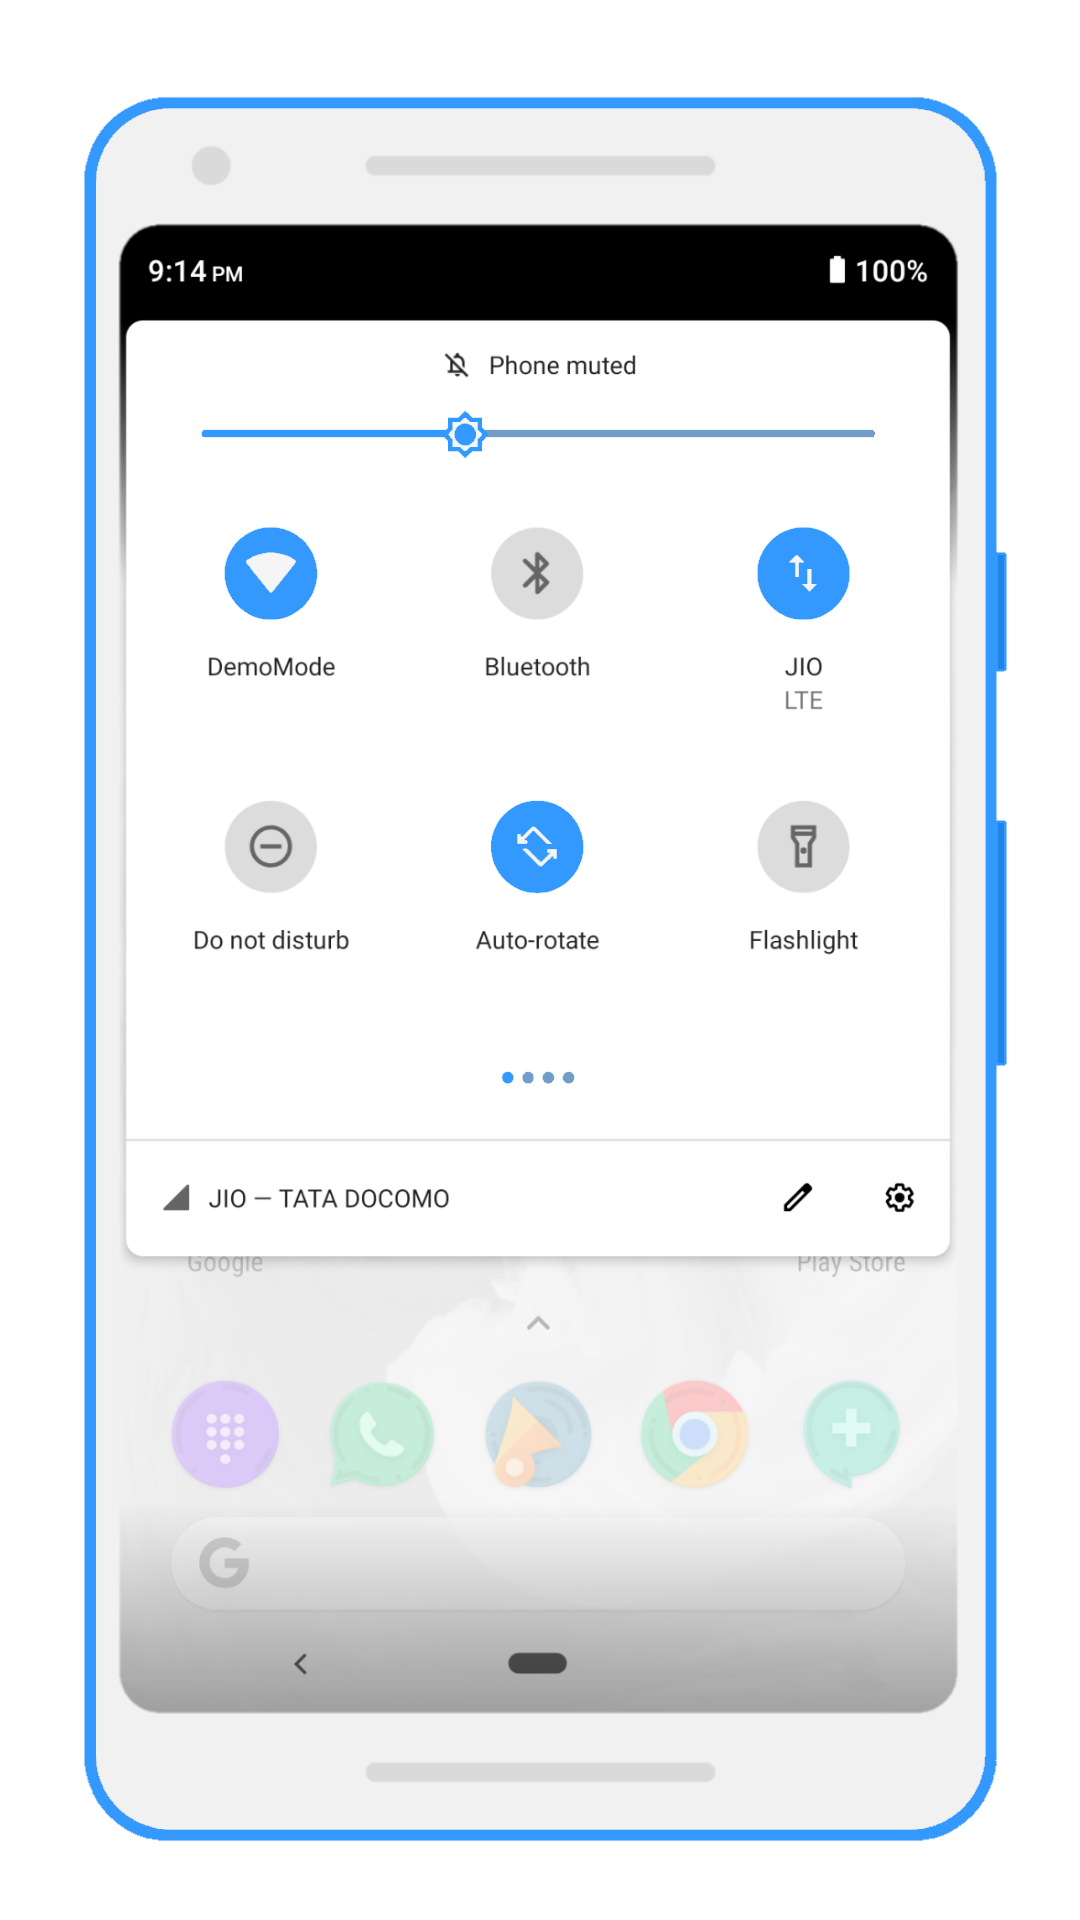 9:14 PM 100%
Phone muted
DemoMode Bluetooth JIO
LTE
Do not disturb Auto-rotate Flashlight
JIO — TATA DOCOMO
Google Play Store
G